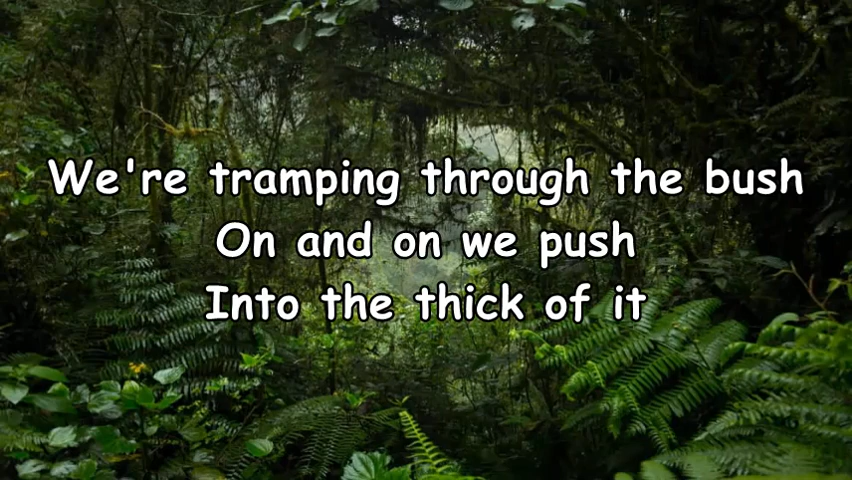 We're tramping through the bush
On and on we push
Into the thick of it